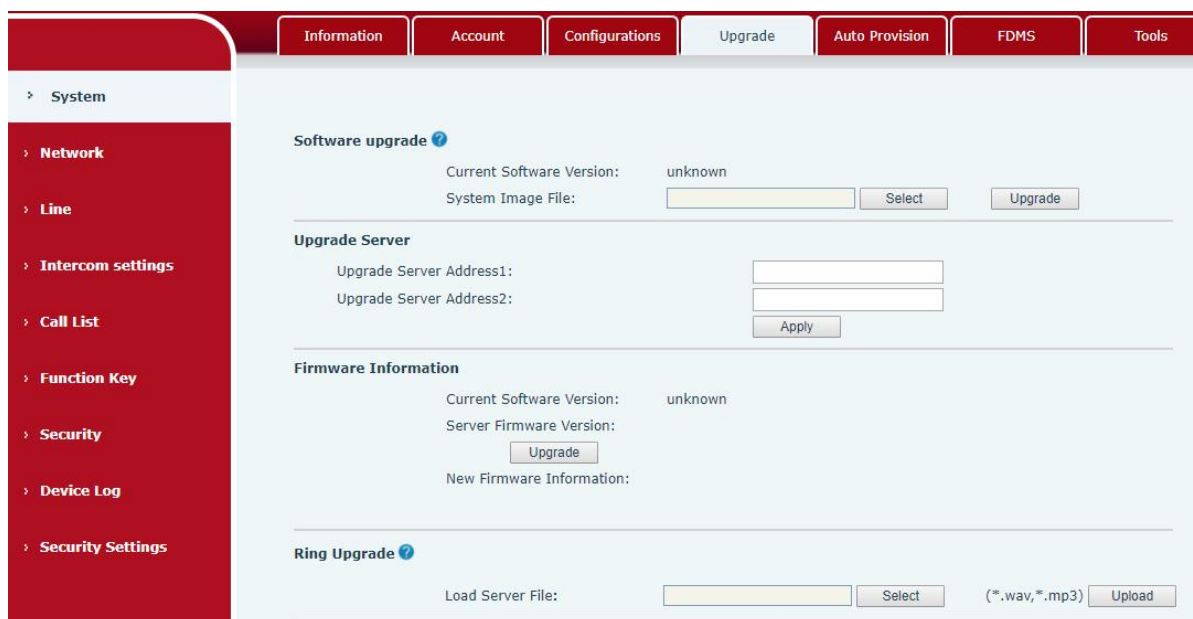 Information Account Configurations Upgrade Auto Provision FDMS Tools
System
Network
Line
Intercom settings
Call List
Function Key
Security
Device Log
Security Settings
Software upgrade
Current Software Version: unknown
System Image File: Select Upgrade
Upgrade Server
Upgrade Server Address1:
Upgrade Server Address2:
Apply
Firmware Information
Current Software Version: unknown
Server Firmware Version:
Upgrade
New Firmware Information:
Ring Upgrade
Load Server File: Select (*.wav,*.mp3) Upload